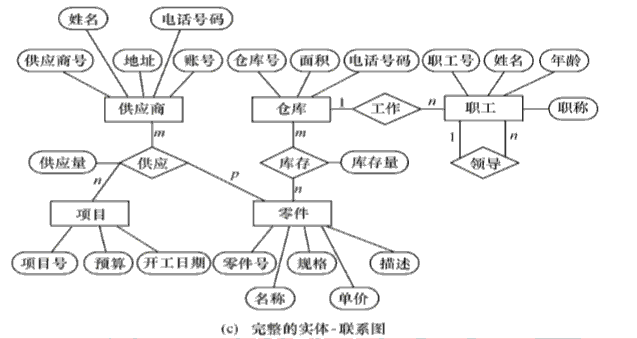 姓名 电话号码
供应商号 地址 账号 仓库号 面积 电话号码 职工号 姓名 年龄
供应商 仓库 1 工作 n 职工 职称
m m 1 n
供应量 供应 库存 库存量 领导
n p n
项目 零件
项目号 预算 开工日期 零件号 规格 描述
名称 单价
(c) 完整的实体-联系图